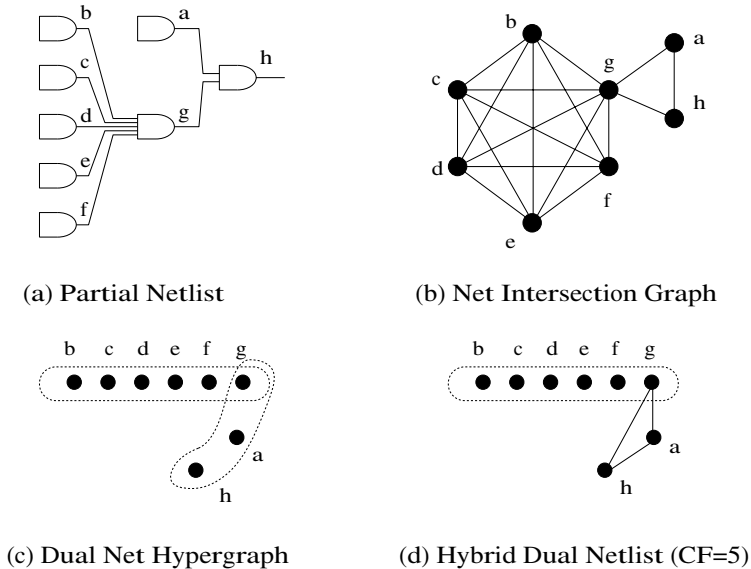 b
a
c
h
d
g
e
f
(a) Partial Netlist
b
a
g
c
h
d
f
e
(b) Net Intersection Graph
b c d e f g
a
h
(c) Dual Net Hypergraph
b c d e f g
a
h
(d) Hybrid Dual Netlist (CF=5)